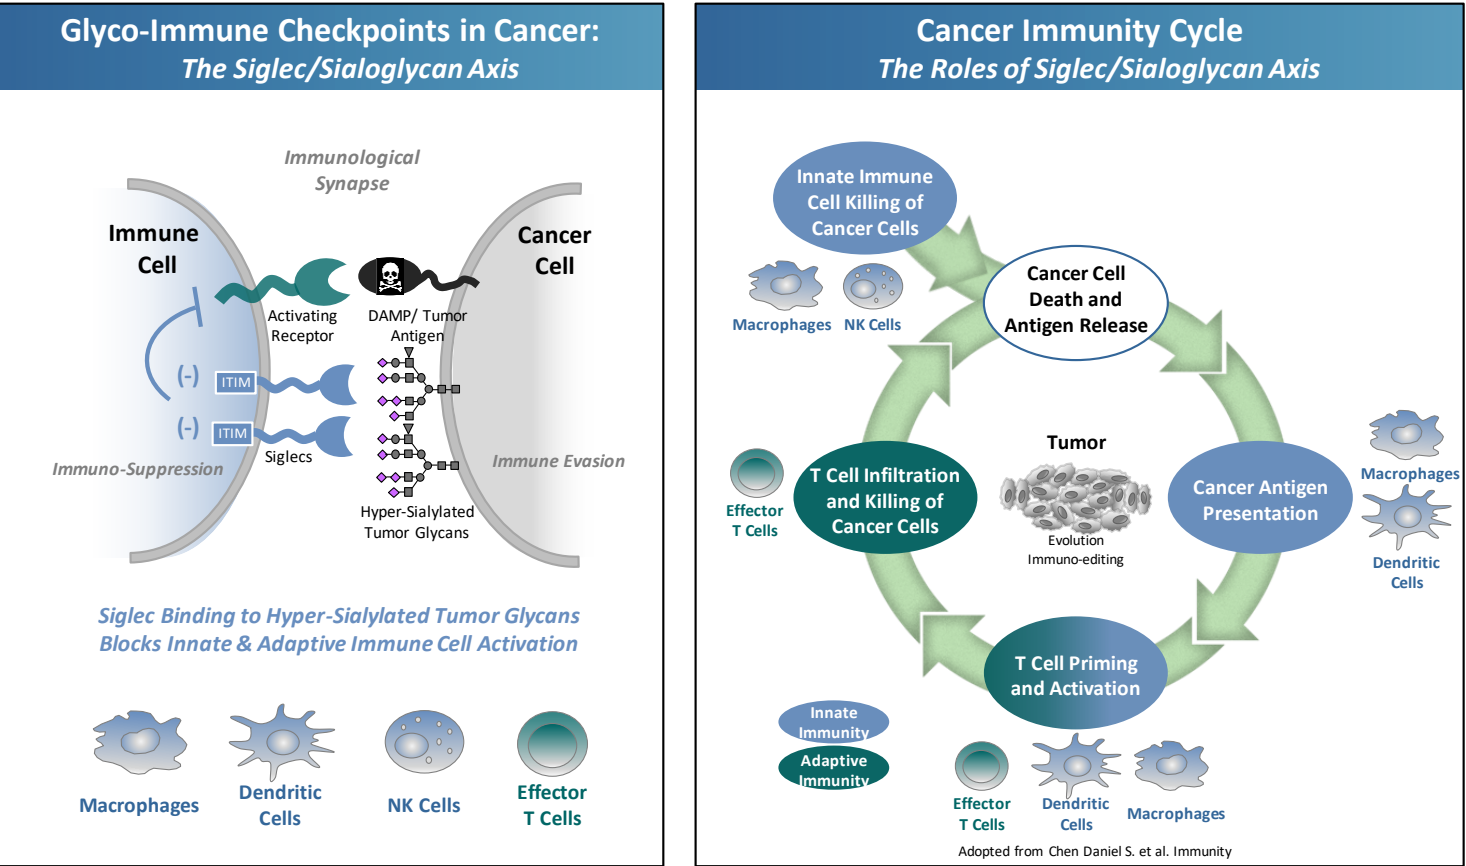 Glyco-Immune Checkpoints in Cancer:
The Siglec/Sialoglycan Axis
Immunological
Synapse
Immune
Cell
Cancer
Cell
Activating
Receptor
DAMP/ Tumor
Antigen
(-)
ITIM
(-)
ITIM
Siglecs
Immuno-Suppression
Immune Evasion
Hyper-Sialylated
Tumor Glycans
Siglec Binding to Hyper-Sialylated Tumor Glycans
Blocks Innate & Adaptive Immune Cell Activation
Macrophages
Dendritic
Cells
NK Cells
Effector
T Cells
Cancer Immunity Cycle
The Roles of Siglec/Sialoglycan Axis
Innate Immune
Cell Killing of
Cancer Cells
Macrophages
NK Cells
Cancer Cell
Death and
Antigen Release
Macrophages
Dendritic
Cells
Cancer Antigen
Presentation
Tumor
Evolution
Immuno-editing
T Cell Infiltration
and Killing of
Cancer Cells
Effector
T Cells
T Cell Priming
and Activation
Innate
Immunity
Adaptive
Immunity
Effector
T Cells
Dendritic
Cells
Macrophages
Adopted from Chen Daniel S. et al. Immunity